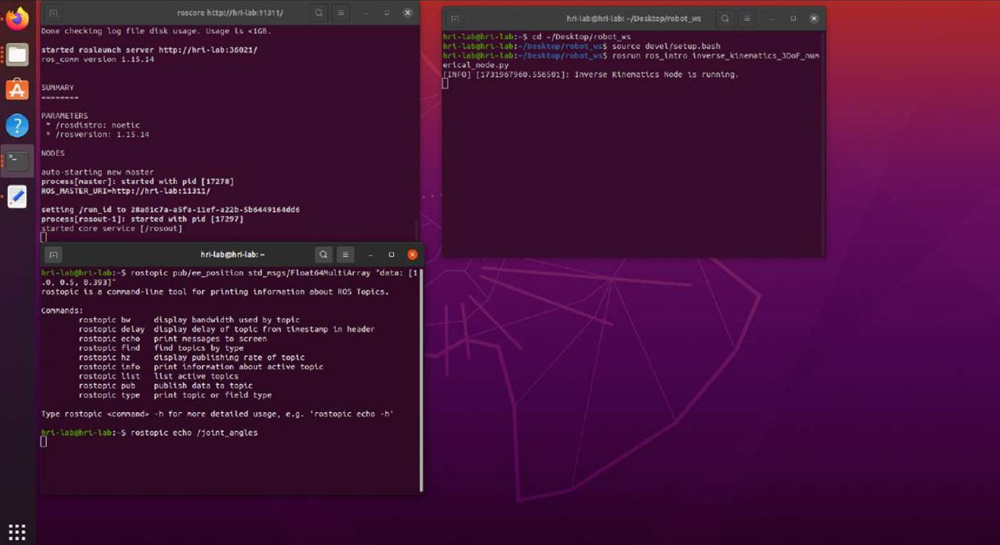 roscore http://hri-lab:11311/
Done checking log file disk usage. Usage is <1GB.
started roslaunch server http://hri-lab:36021/
ros_comm version 1.15.14
SUMMARY
========
PARAMETERS
* /rosdistro: noetic
* /rosversion: 1.15.14
NODES
auto-starting new master
process[master]: started with pid [17278]
ROS_MASTER_URI=http://hri-lab:11311/
setting /run_id to 28a61c7a-a5fa-11ef-a22b-5b6449164dd6
process[rosout-1]: started with pid [17297]
started core service [/rosout]
hri-lab@hri-lab: ~
hri-lab@hri-lab:~$ rostopic pub/ee_position std_msgs/Float64MultiArray "data: [1
.0, 0.5, 0.393]"
rostopic is a command-line tool for printing information about ROS Topics.
Commands:
rostopic bw display bandwidth used by topic
rostopic delay display delay of topic from timestamp in header
rostopic echo print messages to screen
rostopic find find topics by type
rostopic hz display publishing rate of topic
rostopic info print information about active topic
rostopic list list active topics
rostopic pub publish data to topic
rostopic type print topic or field type
Type rostopic <command> -h for more detailed usage, e.g. 'rostopic echo -h'
hri-lab@hri-lab:~$ rostopic echo /joint_angles
hri-lab@hri-lab: ~/Desktop/robot_ws
hri-lab@hri-lab:~$ cd ~/Desktop/robot_ws
hri-lab@hri-lab:~/Desktop/robot_ws$ source devel/setup.bash
hri-lab@hri-lab:~/Desktop/robot_ws$ rosrun ros_intro inverse_kinematics_3DoF_num
erical_node.py
[INFO] [1731967960.556501]: Inverse Kinematics Node is running.